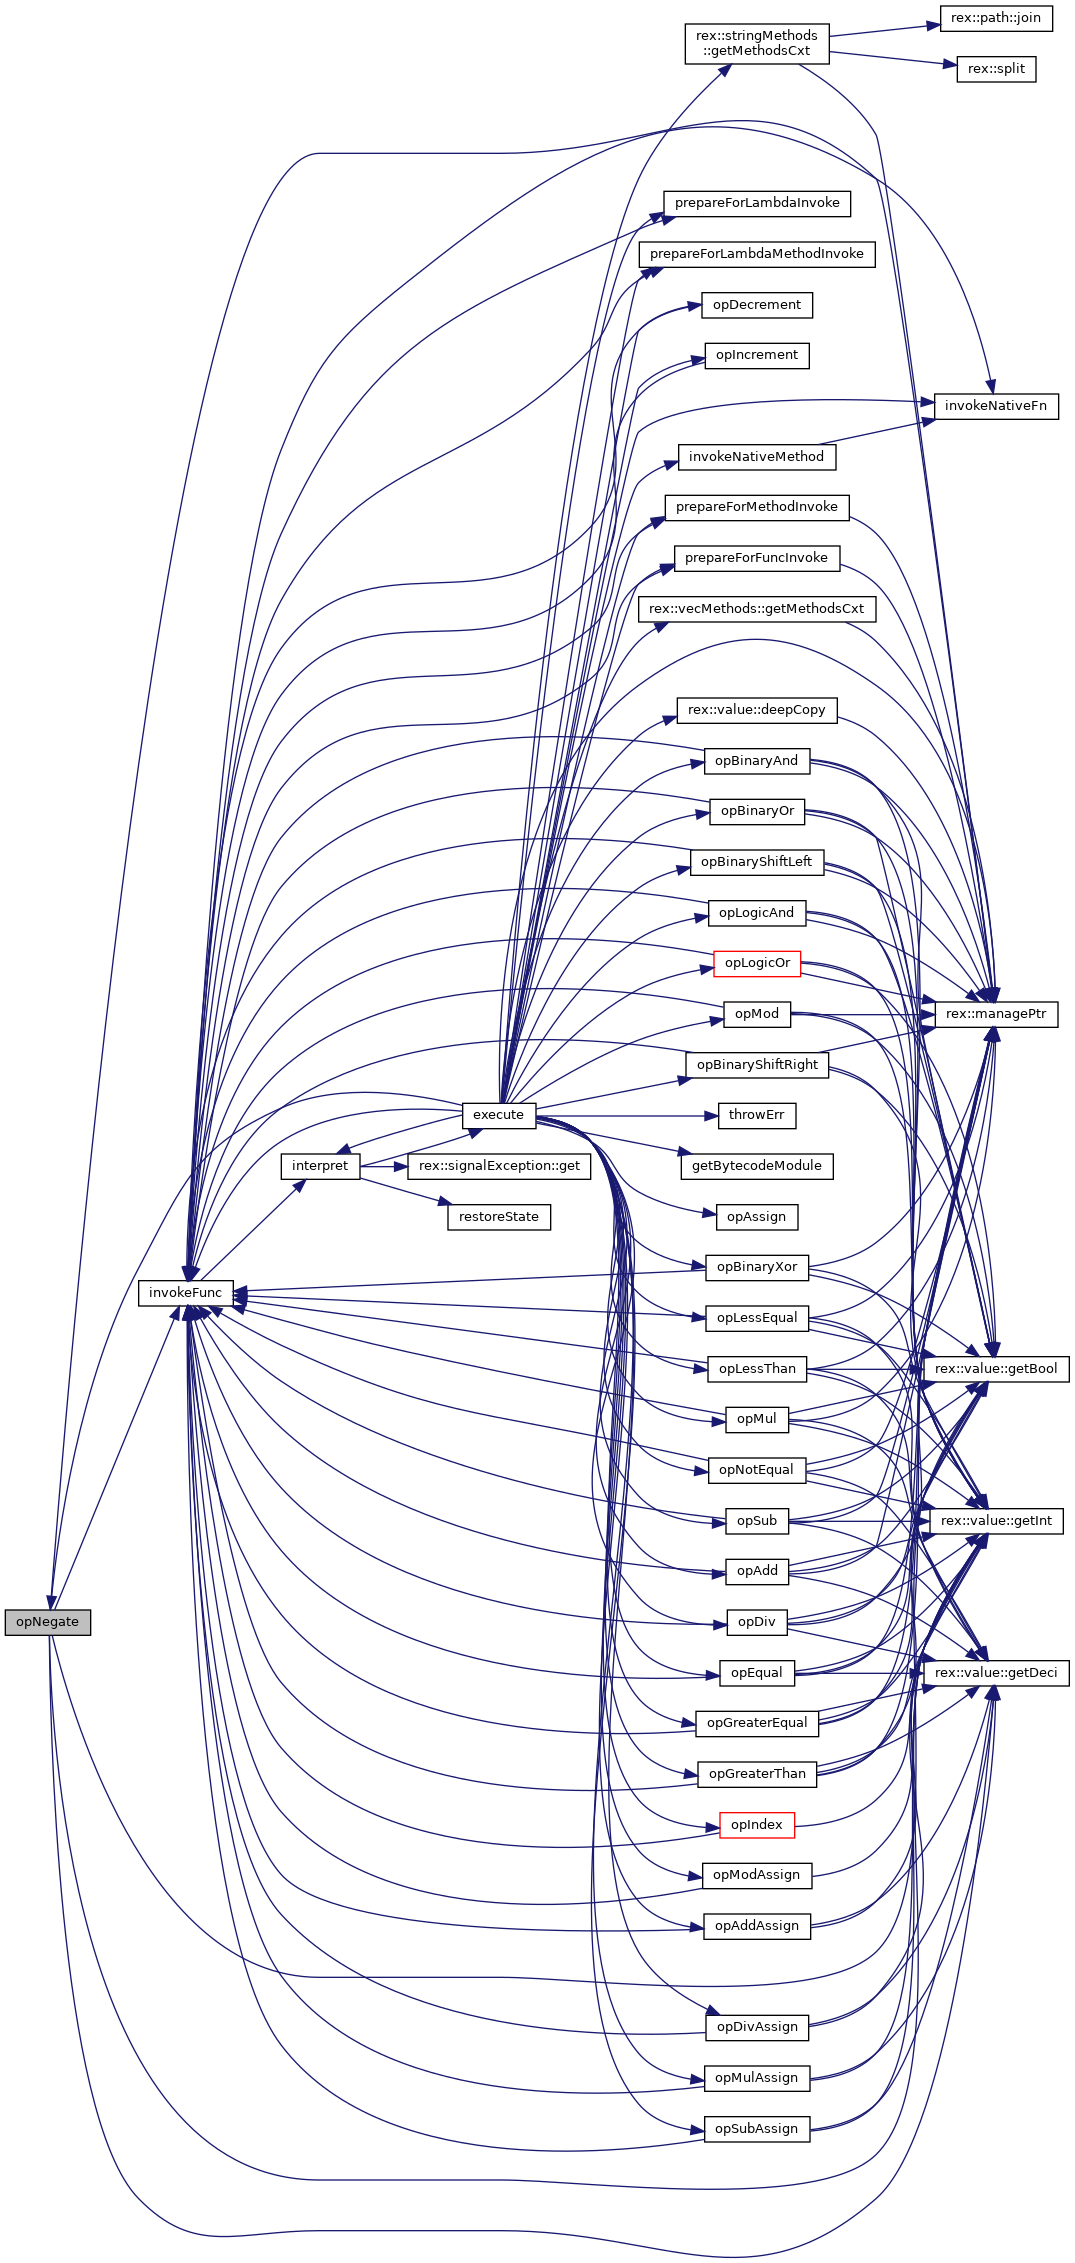 rex::path::join
rex::stringMethods
::getMethodsCxt
rex::split
prepareForLambdaInvoke
prepareForLambdaMethodInvoke
opDecrement
opIncrement
invokeNativeFn
invokeNativeMethod
prepareForMethodInvoke
prepareForFuncInvoke
rex::vecMethods::getMethodsCxt
rex::value::deepCopy
opBinaryAnd
opBinaryOr
opBinaryShiftLeft
opLogicAnd
opLogicOr
opMod
rex::managePtr
opBinaryShiftRight
execute
throwErr
interpret
rex::signalException::get
getBytecodeModule
restoreState
opAssign
opBinaryXor
invokeFunc
opLessEqual
opLessThan
rex::value::getBool
opMul
opNotEqual
opSub
rex::value::getInt
opAdd
opNegate
opDiv
opEqual
rex::value::getDeci
opGreaterEqual
opGreaterThan
opIndex
opModAssign
opAddAssign
opDivAssign
opMulAssign
opSubAssign